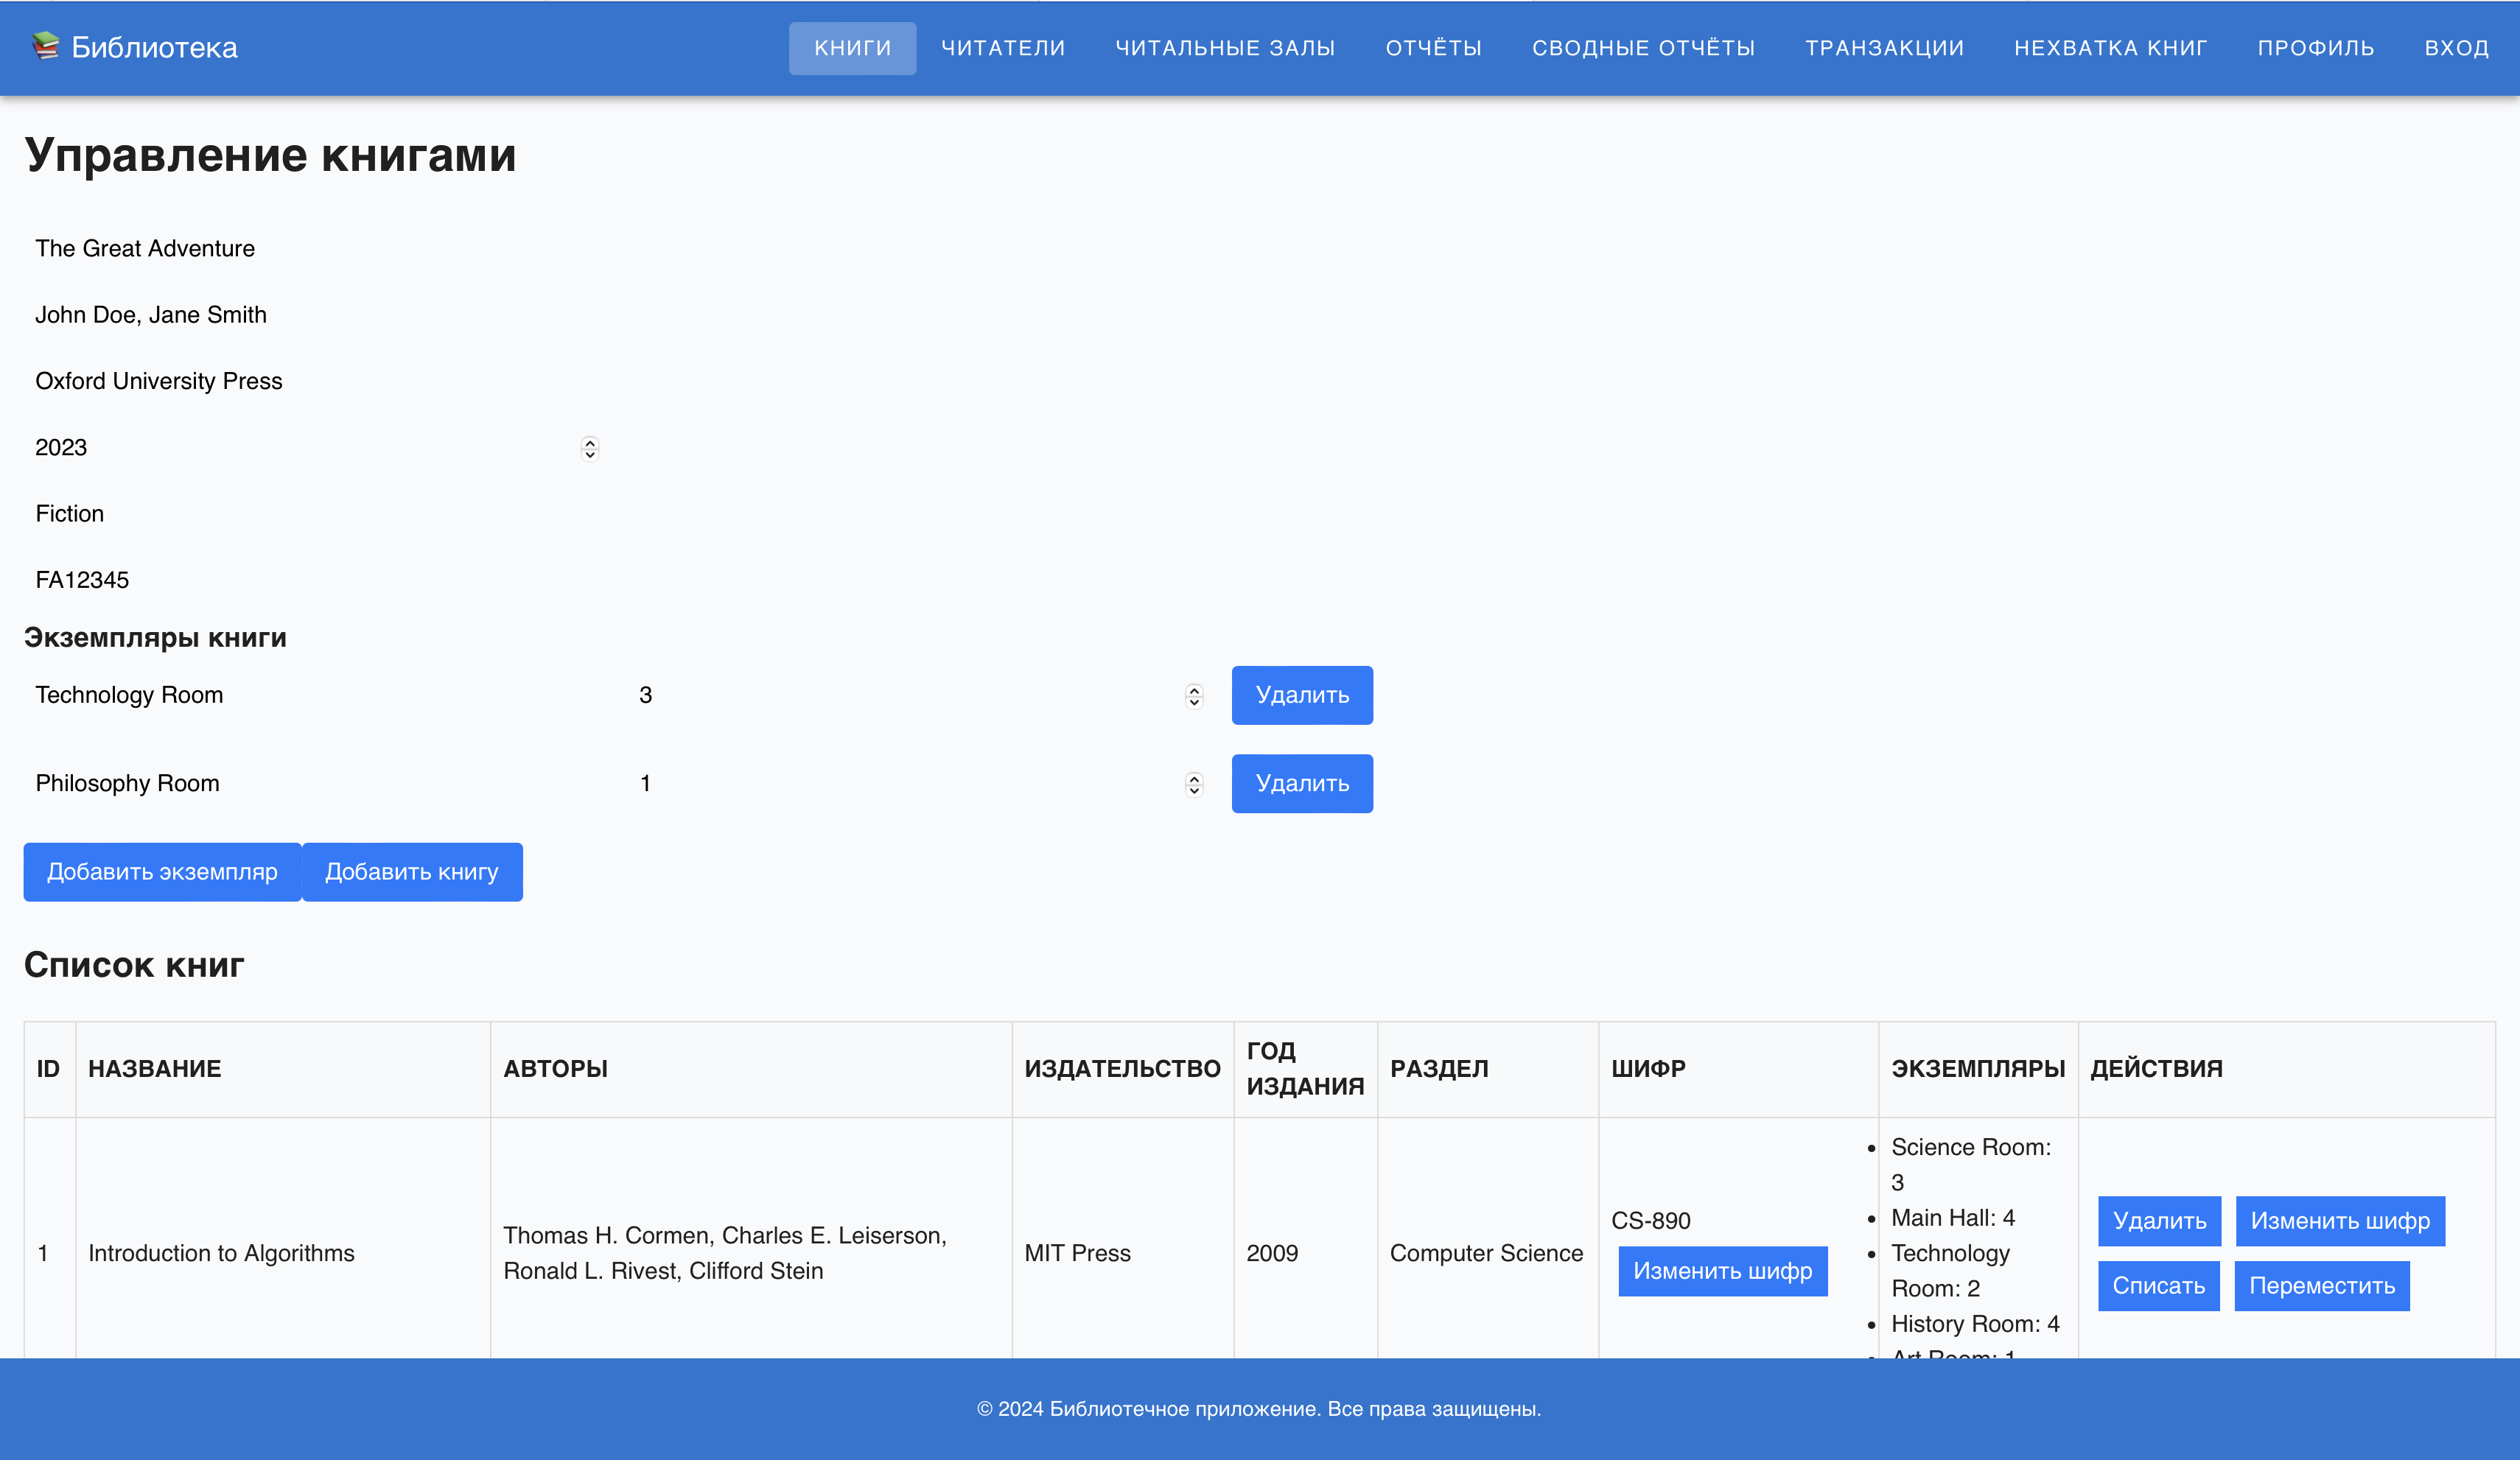 Библиотека
КНИГИ ЧИТАТЕЛИ ЧИТАЛЬНЫЕ ЗАЛЫ ОТЧЁТЫ СВОДНЫЕ ОТЧЁТЫ ТРАНЗАКЦИИ НЕХВАТКА КНИГ ПРОФИЛЬ ВХОД
Управление книгами
The Great Adventure
John Doe, Jane Smith
Oxford University Press
2023
Fiction
FA12345
Экземпляры книги
Technology Room 3 Удалить
Philosophy Room 1 Удалить
Добавить экземпляр Добавить книгу
Список книг
ID НАЗВАНИЕ АВТОРЫ ИЗДАТЕЛЬСТВО ГОД ИЗДАНИЯ РАЗДЕЛ ШИФР ЭКЗЕМПЛЯРЫ ДЕЙСТВИЯ
1
Introduction to Algorithms
Thomas H. Cormen, Charles E. Leiserson,
Ronald L. Rivest, Clifford Stein
MIT Press
2009
Computer Science
CS-890
Изменить шифр
• Science Room:
3
• Main Hall: 4
• Technology
Room: 2
• History Room: 4
• Art Room: 1
Удалить Изменить шифр
Списать Переместить
© 2024 Библиотечное приложение. Все права защищены.